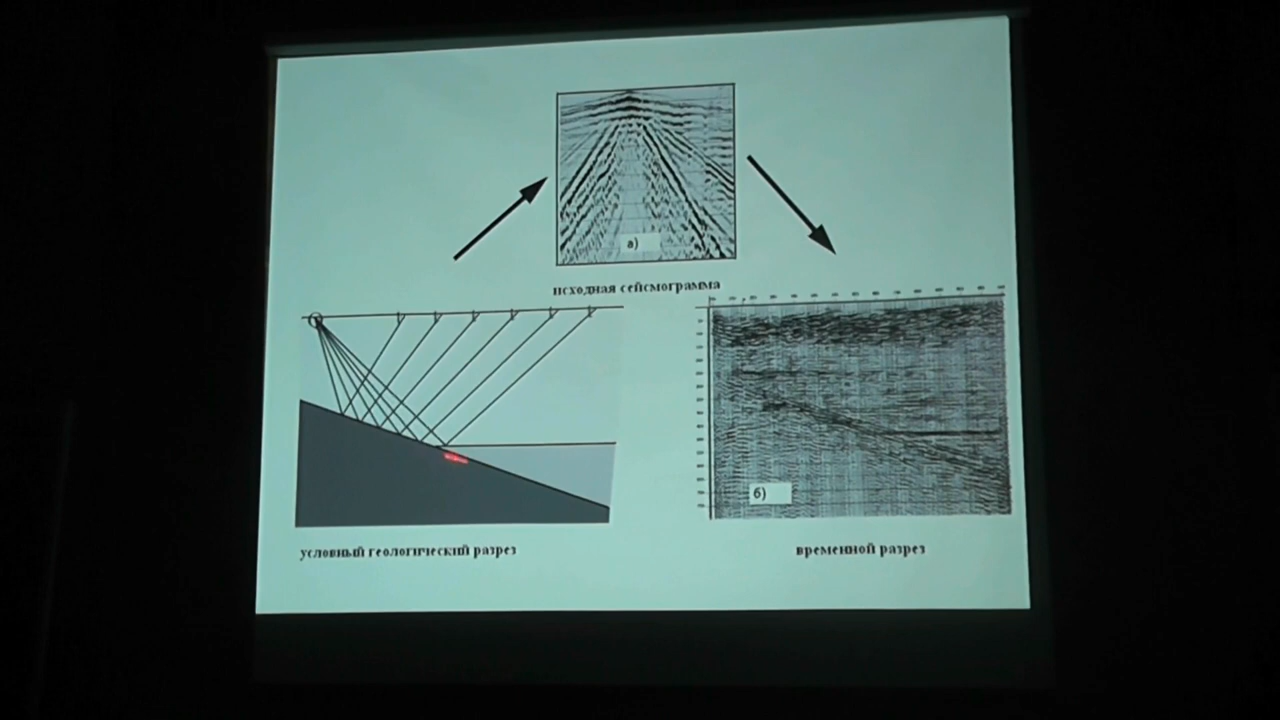 а)
исходная сейсмограмма
б)
условный геологический разрез
временной разрез